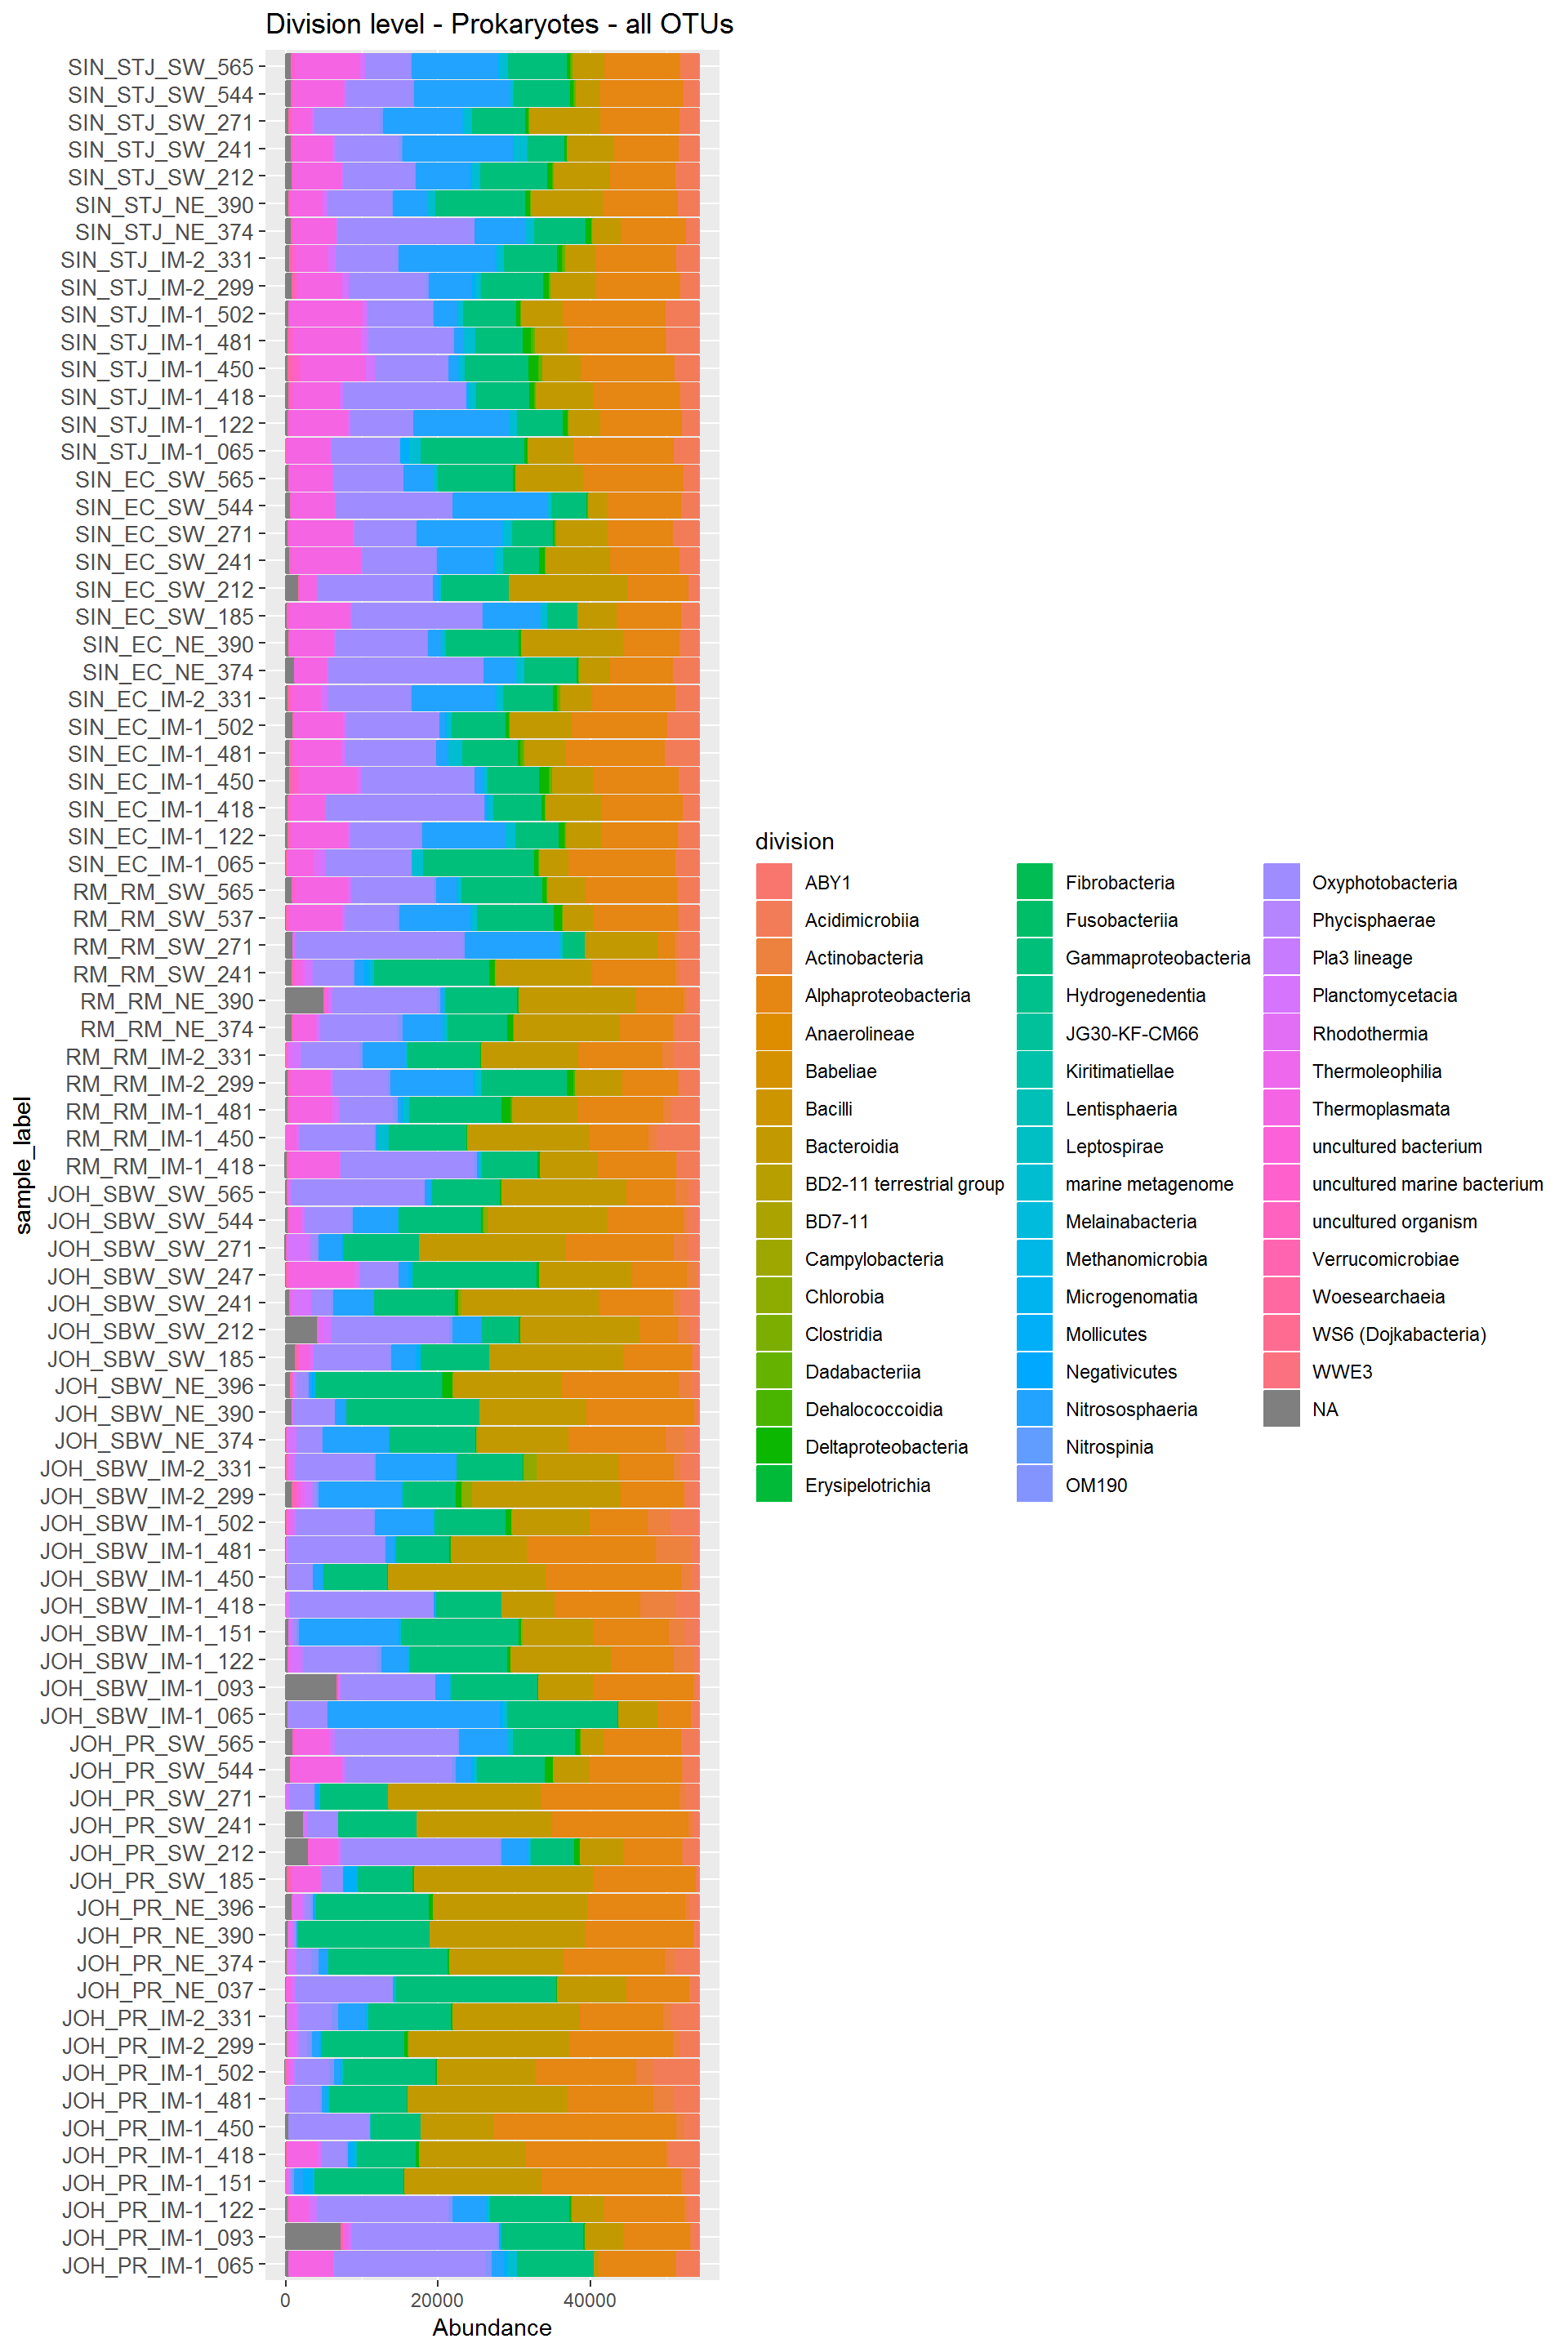 Division level - Prokaryotes - all OTUs
SIN_STJ_SW_565
SIN_STJ_SW_544
SIN_STJ_SW_271
SIN_STJ_SW_241
SIN_STJ_SW_212
SIN_STJ_NE_390
SIN_STJ_NE_374
SIN_STJ_IM-2_331
SIN_STJ_IM-2_299
SIN_STJ_IM-1_502
SIN_STJ_IM-1_481
SIN_STJ_IM-1_450
SIN_STJ_IM-1_418
SIN_STJ_IM-1_122
SIN_STJ_IM-1_065
SIN_EC_SW_565
SIN_EC_SW_544
SIN_EC_SW_271
SIN_EC_SW_241
SIN_EC_SW_212
SIN_EC_SW_185
SIN_EC_NE_390
SIN_EC_NE_374
SIN_EC_IM-2_331
SIN_EC_IM-1_502
SIN_EC_IM-1_481
SIN_EC_IM-1_450
SIN_EC_IM-1_418
SIN_EC_IM-1_122
SIN_EC_IM-1_065
RM_RM_SW_565
RM_RM_SW_537
RM_RM_SW_271
RM_RM_SW_241
RM_RM_NE_390
RM_RM_NE_374
RM_RM_IM-2_331
RM_RM_IM-2_299
RM_RM_IM-1_481
RM_RM_IM-1_450
RM_RM_IM-1_418
JOH_SBW_SW_565
JOH_SBW_SW_544
JOH_SBW_SW_271
JOH_SBW_SW_247
JOH_SBW_SW_241
JOH_SBW_SW_212
JOH_SBW_SW_185
JOH_SBW_NE_396
JOH_SBW_NE_390
JOH_SBW_NE_374
JOH_SBW_IM-2_331
JOH_SBW_IM-2_299
JOH_SBW_IM-1_502
JOH_SBW_IM-1_481
JOH_SBW_IM-1_450
JOH_SBW_IM-1_418
JOH_SBW_IM-1_151
JOH_SBW_IM-1_122
JOH_SBW_IM-1_093
JOH_SBW_IM-1_065
JOH_PR_SW_565
JOH_PR_SW_544
JOH_PR_SW_271
JOH_PR_SW_241
JOH_PR_SW_212
JOH_PR_SW_185
JOH_PR_NE_396
JOH_PR_NE_390
JOH_PR_NE_374
JOH_PR_NE_037
JOH_PR_IM-2_331
JOH_PR_IM-2_299
JOH_PR_IM-1_502
JOH_PR_IM-1_481
JOH_PR_IM-1_450
JOH_PR_IM-1_418
JOH_PR_IM-1_151
JOH_PR_IM-1_122
JOH_PR_IM-1_093
JOH_PR_IM-1_065
sample_label
0 20000 40000
Abundance
division
ABY1
Acidimicrobiia
Actinobacteria
Alphaproteobacteria
Anaerolineae
Babeliae
Bacilli
Bacteroidia
BD2-11 terrestrial group
BD7-11
Campylobacteria
Chlorobia
Clostridia
Dadabacteriia
Dehalococcoidia
Deltaproteobacteria
Erysipelotrichia
Fibrobacteria
Fusobacteriia
Gammaproteobacteria
Hydrogenedentia
JG30-KF-CM66
Kiritimatiellae
Lentisphaeria
Leptospirae
marine metagenome
Melainabacteria
Methanomicrobia
Microgenomatia
Mollicutes
Negativicutes
Nitrososphaeria
Nitrospinia
OM190
Oxyphotobacteria
Phycisphaerae
Pla3 lineage
Planctomycetacia
Rhodothermia
Thermoleophilia
Thermoplasmata
uncultured bacterium
uncultured marine bacterium
uncultured organism
Verrucomicrobiae
Woesearchaeia
WS6 (Dojkabacteria)
WWE3
NA